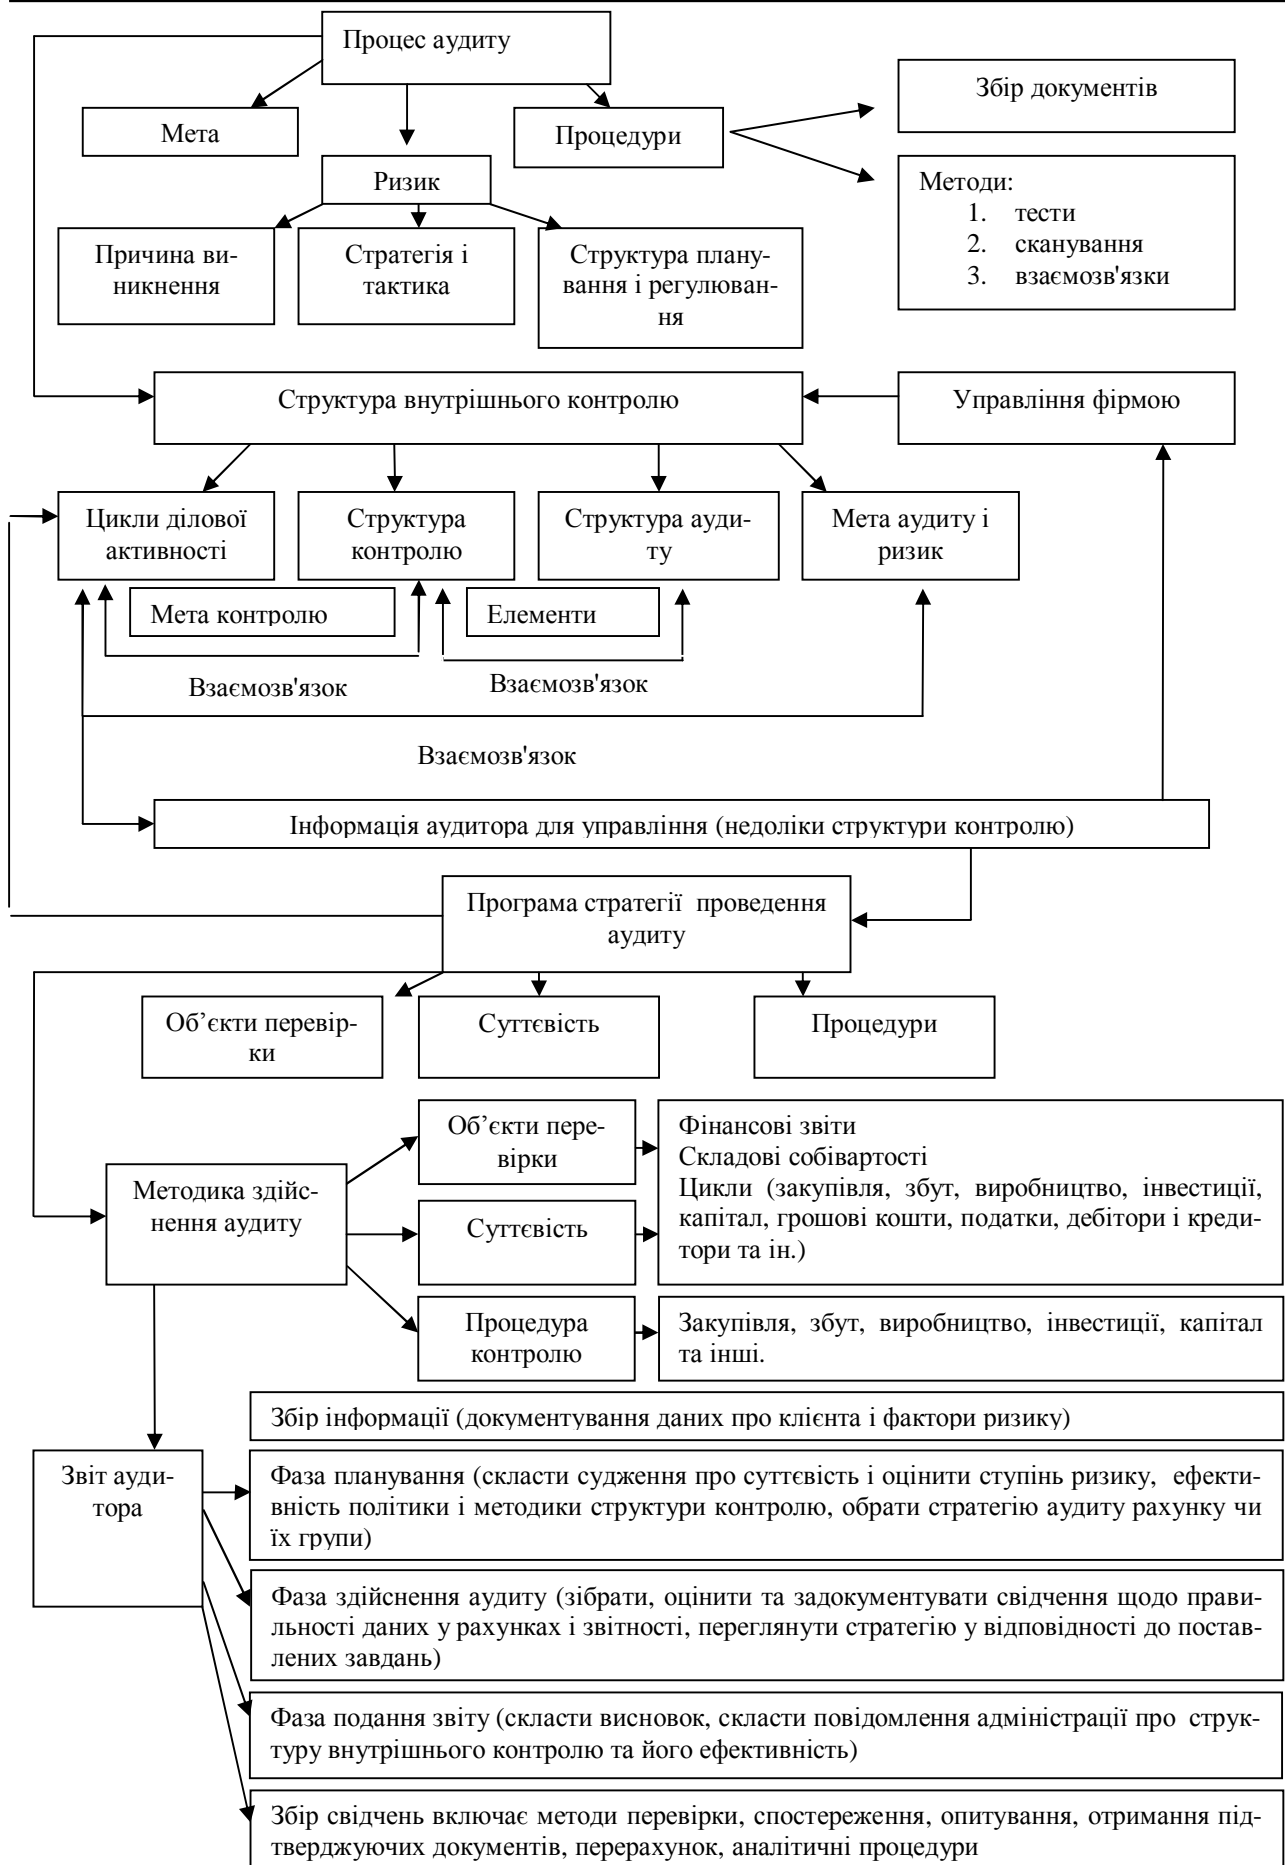 Процес аудиту
Збір документів
Мета
Процедури
Ризик
Методи:
1. тести
2. сканування
3. взаємозв'язки
Причина ви-
никнення
Стратегія і
тактика
Структура плану-
вання і регулюван-
ня
Структура внутрішнього контролю
Управління фірмою
Цикли ділової
активності
Структура
контролю
Структура ауди-
ту
Мета аудиту і
ризик
Мета контролю
Елементи
Взаємозв'язок
Взаємозв'язок
Взаємозв'язок
Інформація аудитора для управління (недоліки структури контролю)
Програма стратегії проведення
аудиту
Об’єкти перевір-
ки
Суттєвість
Процедури
Методика здійс-
нення аудиту
Об’єкти пере-
вірки
Фінансові звіти
Складові собівартості
Цикли (закупівля, збут, виробництво, інвестиції,
капітал, грошові кошти, податки, дебітори і креди-
тори та ін.)
Суттєвість
Процедура
контролю
Закупівля, збут, виробництво, інвестиції, капітал
та інші.
Збір інформації (документування даних про клієнта і фактори ризику)
Звіт ауди-
тора
Фаза планування (скласти судження про суттєвість і оцінити ступінь ризику, ефекти-
вність політики і методики структури контролю, обрати стратегію аудиту рахунку чи
їх групи)
Фаза здійснення аудиту (зібрати, оцінити та задокументувати свідчення щодо прави-
льності даних у рахунках і звітності, переглянути стратегію у відповідності до постав-
лених завдань)
Фаза подання звіту (скласти висновок, скласти повідомлення адміністрації про струк-
туру внутрішнього контролю та його ефективність)
Збір свідчень включає методи перевірки, спостереження, опитування, отримання під-
тверджуючих документів, перерахунок, аналітичні процедури